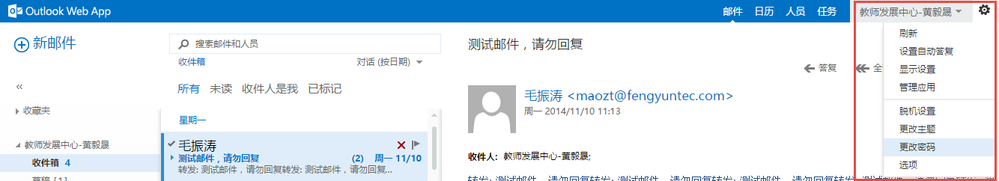 Outlook Web App
邮件 日历 人员 任务
教师发展中心-黄毅晟
刷新
设置自动答复
显示设置
管理应用
脱机设置
更改主题
更改密码
选项
新邮件
«
收藏夹
教师发展中心-黄毅晟
收件箱 4
草稿 [1]
搜索邮件和人员
收件箱 对话 (按日期)
所有 未读 收件人是我 已标记
星期一
毛振涛
测试邮件，请勿回复 (2) 周一 11/10
转发: 测试邮件，请勿回复转发: 测试邮件，请勿回复...
测试邮件，请勿回复
答复 全
毛振涛 <maozt@fengyuntec.com>
周一 2014/11/10 11:13
收件人: 教师发展中心-黄毅晟;
转发: 测试邮件，请勿回复转发: 测试邮件，请勿回复转发: 测试邮件，请勿回复转发: 测